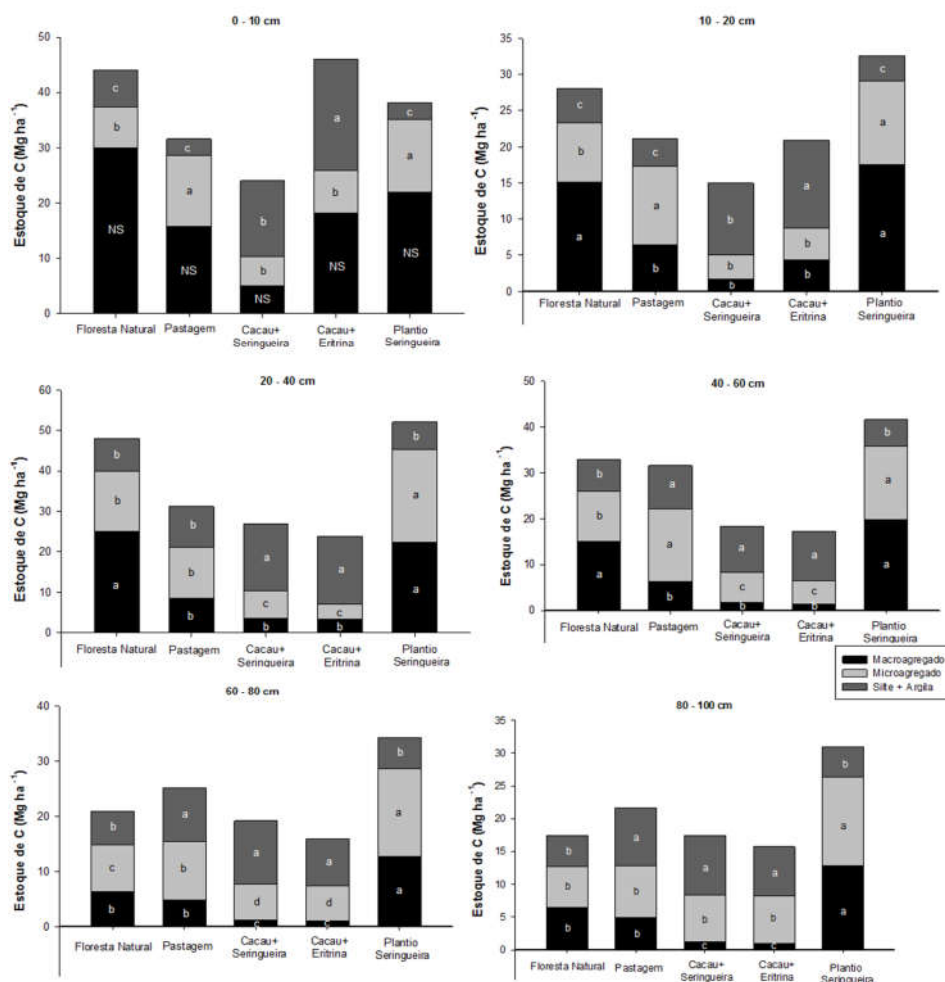 0 - 10 cm
Estoque de C (Mg ha⁻¹)
50
40
30
20
10
0
c
b
NS
c
a
NS
b
b
NS
a
b
NS
c
a
NS
Floresta Natural
Pastagem
Cacau+
Seringueira
Cacau+
Eritrina
Plantio
Seringueira
10 - 20 cm
Estoque de C (Mg ha⁻¹)
35
30
25
20
15
10
5
0
c
b
a
c
a
b
b
b
b
a
b
b
c
a
a
Floresta Natural
Pastagem
Cacau+
Seringueira
Cacau+
Eritrina
Plantio
Seringueira
20 - 40 cm
Estoque de C (Mg ha⁻¹)
60
50
40
30
20
10
0
b
b
a
b
b
b
a
c
b
a
c
b
b
a
a
Floresta Natural
Pastagem
Cacau+
Seringueira
Cacau+
Eritrina
Plantio
Seringueira
40 - 60 cm
Estoque de C (Mg ha⁻¹)
50
40
30
20
10
0
b
b
a
a
a
b
a
c
b
a
c
b
b
a
a
Floresta Natural
Pastagem
Cacau+
Seringueira
Cacau+
Eritrina
Plantio
Seringueira
Macroagregado
Microagregado
Silte + Argila
60 - 80 cm
Estoque de C (Mg ha⁻¹)
40
30
20
10
0
b
c
b
a
b
b
a
d
c
a
d
c
b
a
a
Floresta Natural
Pastagem
Cacau+
Seringueira
Cacau+
Eritrina
Plantio
Seringueira
80 - 100 cm
Estoque de C (Mg ha⁻¹)
35
30
25
20
15
10
5
0
b
b
b
a
b
b
a
b
c
a
b
c
b
a
a
Floresta Natural
Pastagem
Cacau+
Seringueira
Cacau+
Eritrina
Plantio
Seringueira